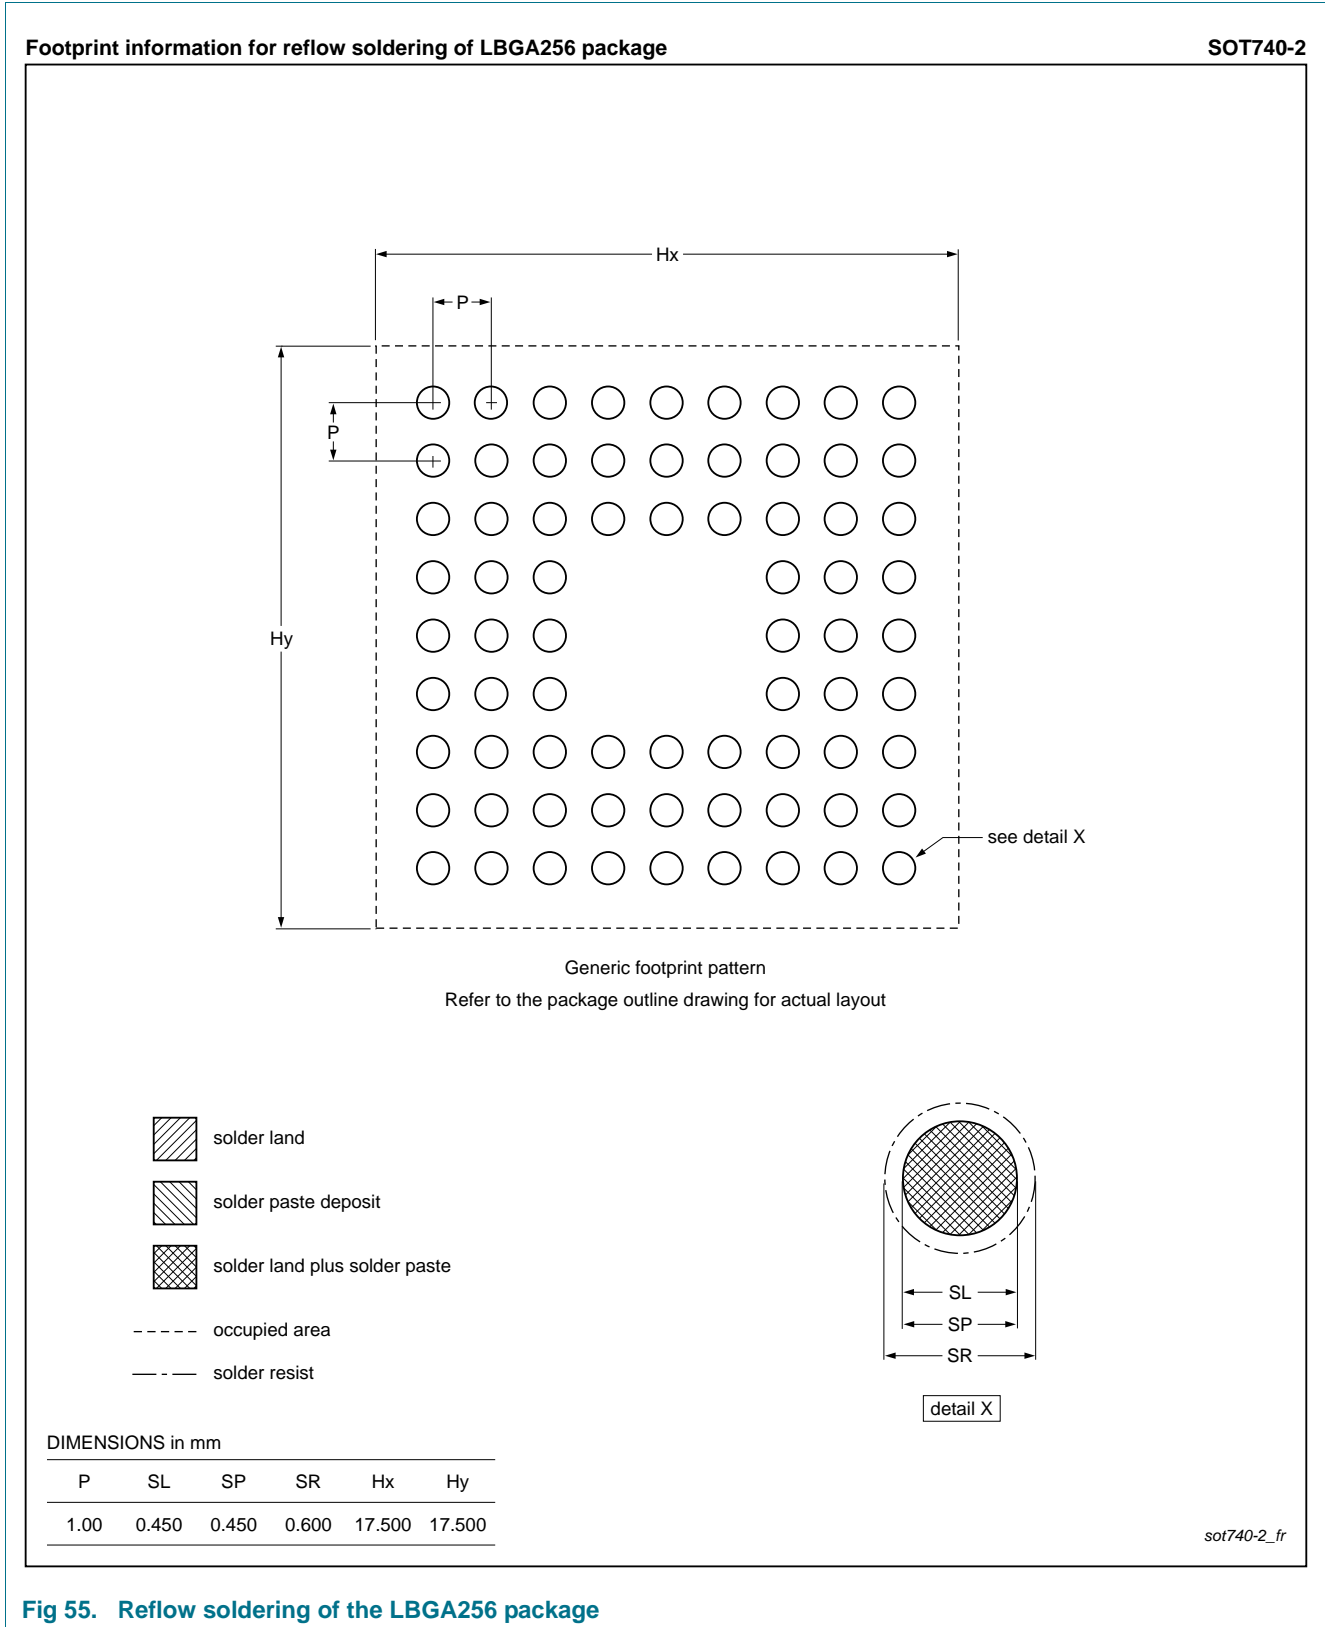 Footprint information for reflow soldering of LBGA256 package SOT740-2
Hx
P
P
Hy
see detail X
Generic footprint pattern
Refer to the package outline drawing for actual layout
solder land
solder paste deposit
solder land plus solder paste
occupied area
solder resist
SL
SP
SR
detail X
DIMENSIONS in mm
P SL SP SR Hx Hy
1.00 0.450 0.450 0.600 17.500 17.500
sot740-2_fr
Fig 55. Reflow soldering of the LBGA256 package